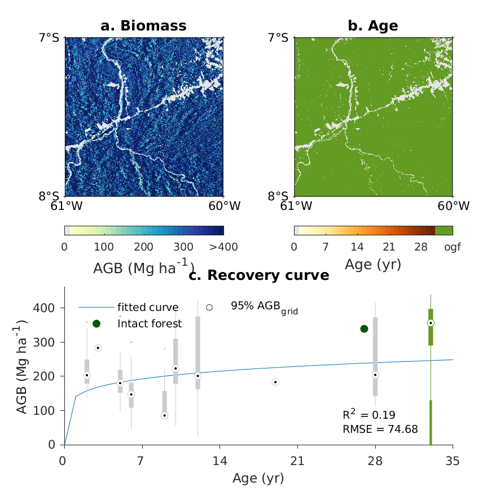 a. Biomass
b. Age
7°S
7°S
8°S
8°S
61°W 60°W
61°W 60°W
0 100 200 300 >400
0 7 14 21 28 ogf
AGB (Mg ha-1)
Age (yr)
c. Recovery curve
fitted curve
95% AGBgrid
Intact forest
AGB (Mg ha-1)
400
300
200
100
0
R2 = 0.19
RMSE = 74.68
0 7 14 21 28 35
Age (yr)